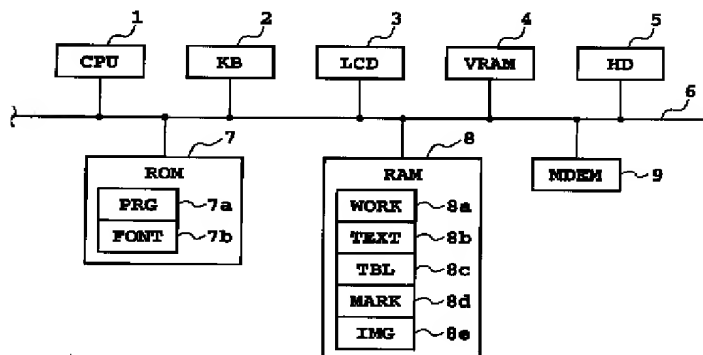 1 2 3 4 5
CPU KB LCD VRAM HD
6
7 8
ROM RAM MDEM 9
PRG 7a WORK 8a
FONT 7b TEXT 8b
TBL 8c
MARK 8d
IMG 8e